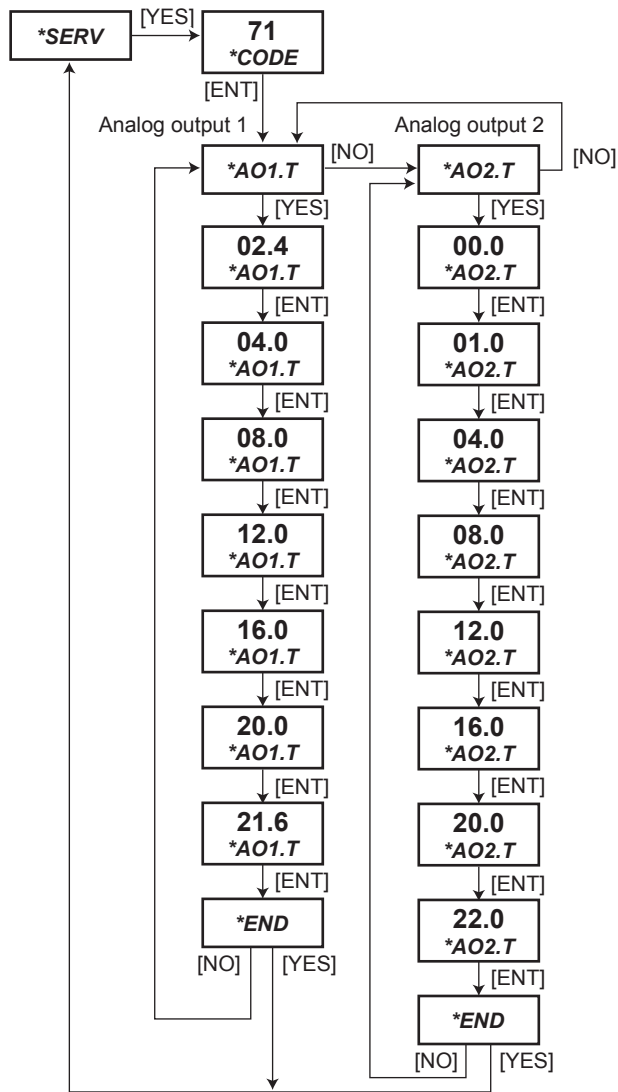 [YES]
*SERV
71
*CODE
[ENT]
Analog output 1
Analog output 2
*AO1.T
[NO]
*AO2.T
[NO]
[YES]
[YES]
02.4
*AO1.T
00.0
*AO2.T
[ENT]
[ENT]
04.0
*AO1.T
01.0
*AO2.T
[ENT]
[ENT]
08.0
*AO1.T
04.0
*AO2.T
[ENT]
[ENT]
12.0
*AO1.T
08.0
*AO2.T
[ENT]
[ENT]
16.0
*AO1.T
12.0
*AO2.T
[ENT]
[ENT]
20.0
*AO1.T
16.0
*AO2.T
[ENT]
[ENT]
21.6
*AO1.T
20.0
*AO2.T
[ENT]
[ENT]
*END
22.0
*AO2.T
[NO]
[YES]
[ENT]
*END
[NO]
[YES]